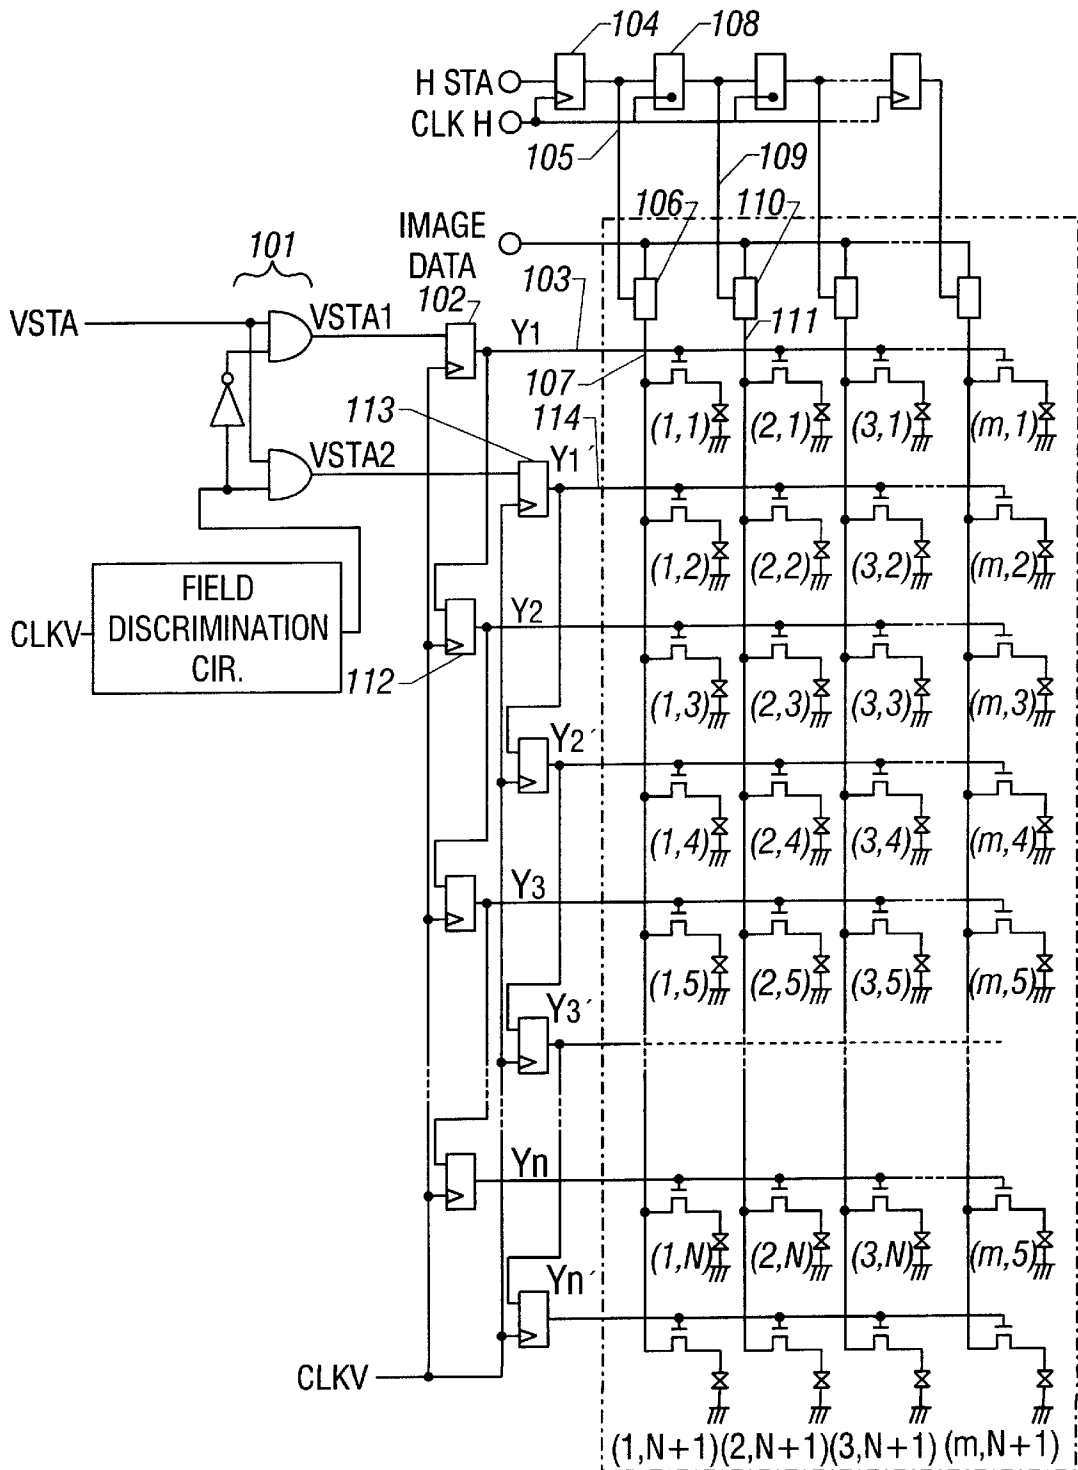 104 108
H STA
CLK H
105 109
106 110
IMAGE
DATA
101
102 103
VSTA VSTA1 Y1 111
107
113 (1,1) (2,1) (3,1) (m,1)
114
VSTA2 Y1´
(1,2) (2,2) (3,2) (m,2)
FIELD
DISCRIMINATION
CIR.
CLKV
Y2
112
(1,3) (2,3) (3,3) (m,3)
Y2´
(1,4) (2,4) (3,4) (m,4)
Y3
(1,5) (2,5) (3,5) (m,5)
Y3´
Yn
(1,N) (2,N) (3,N) (m,5)
Yn´
CLKV
(1,N+1)(2,N+1)(3,N+1) (m,N+1)